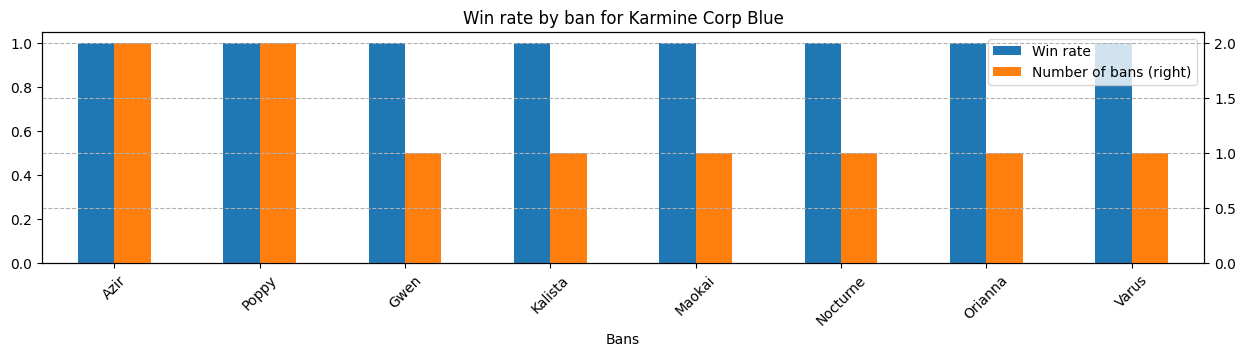 Win rate by ban for Karmine Corp Blue
1.0
0.8
0.6
0.4
0.2
0.0
2.0
1.5
1.0
0.5
0.0
Win rate
Number of bans (right)
Azir
Poppy
Gwen
Kalista
Maokai
Nocturne
Orianna
Varus
Bans